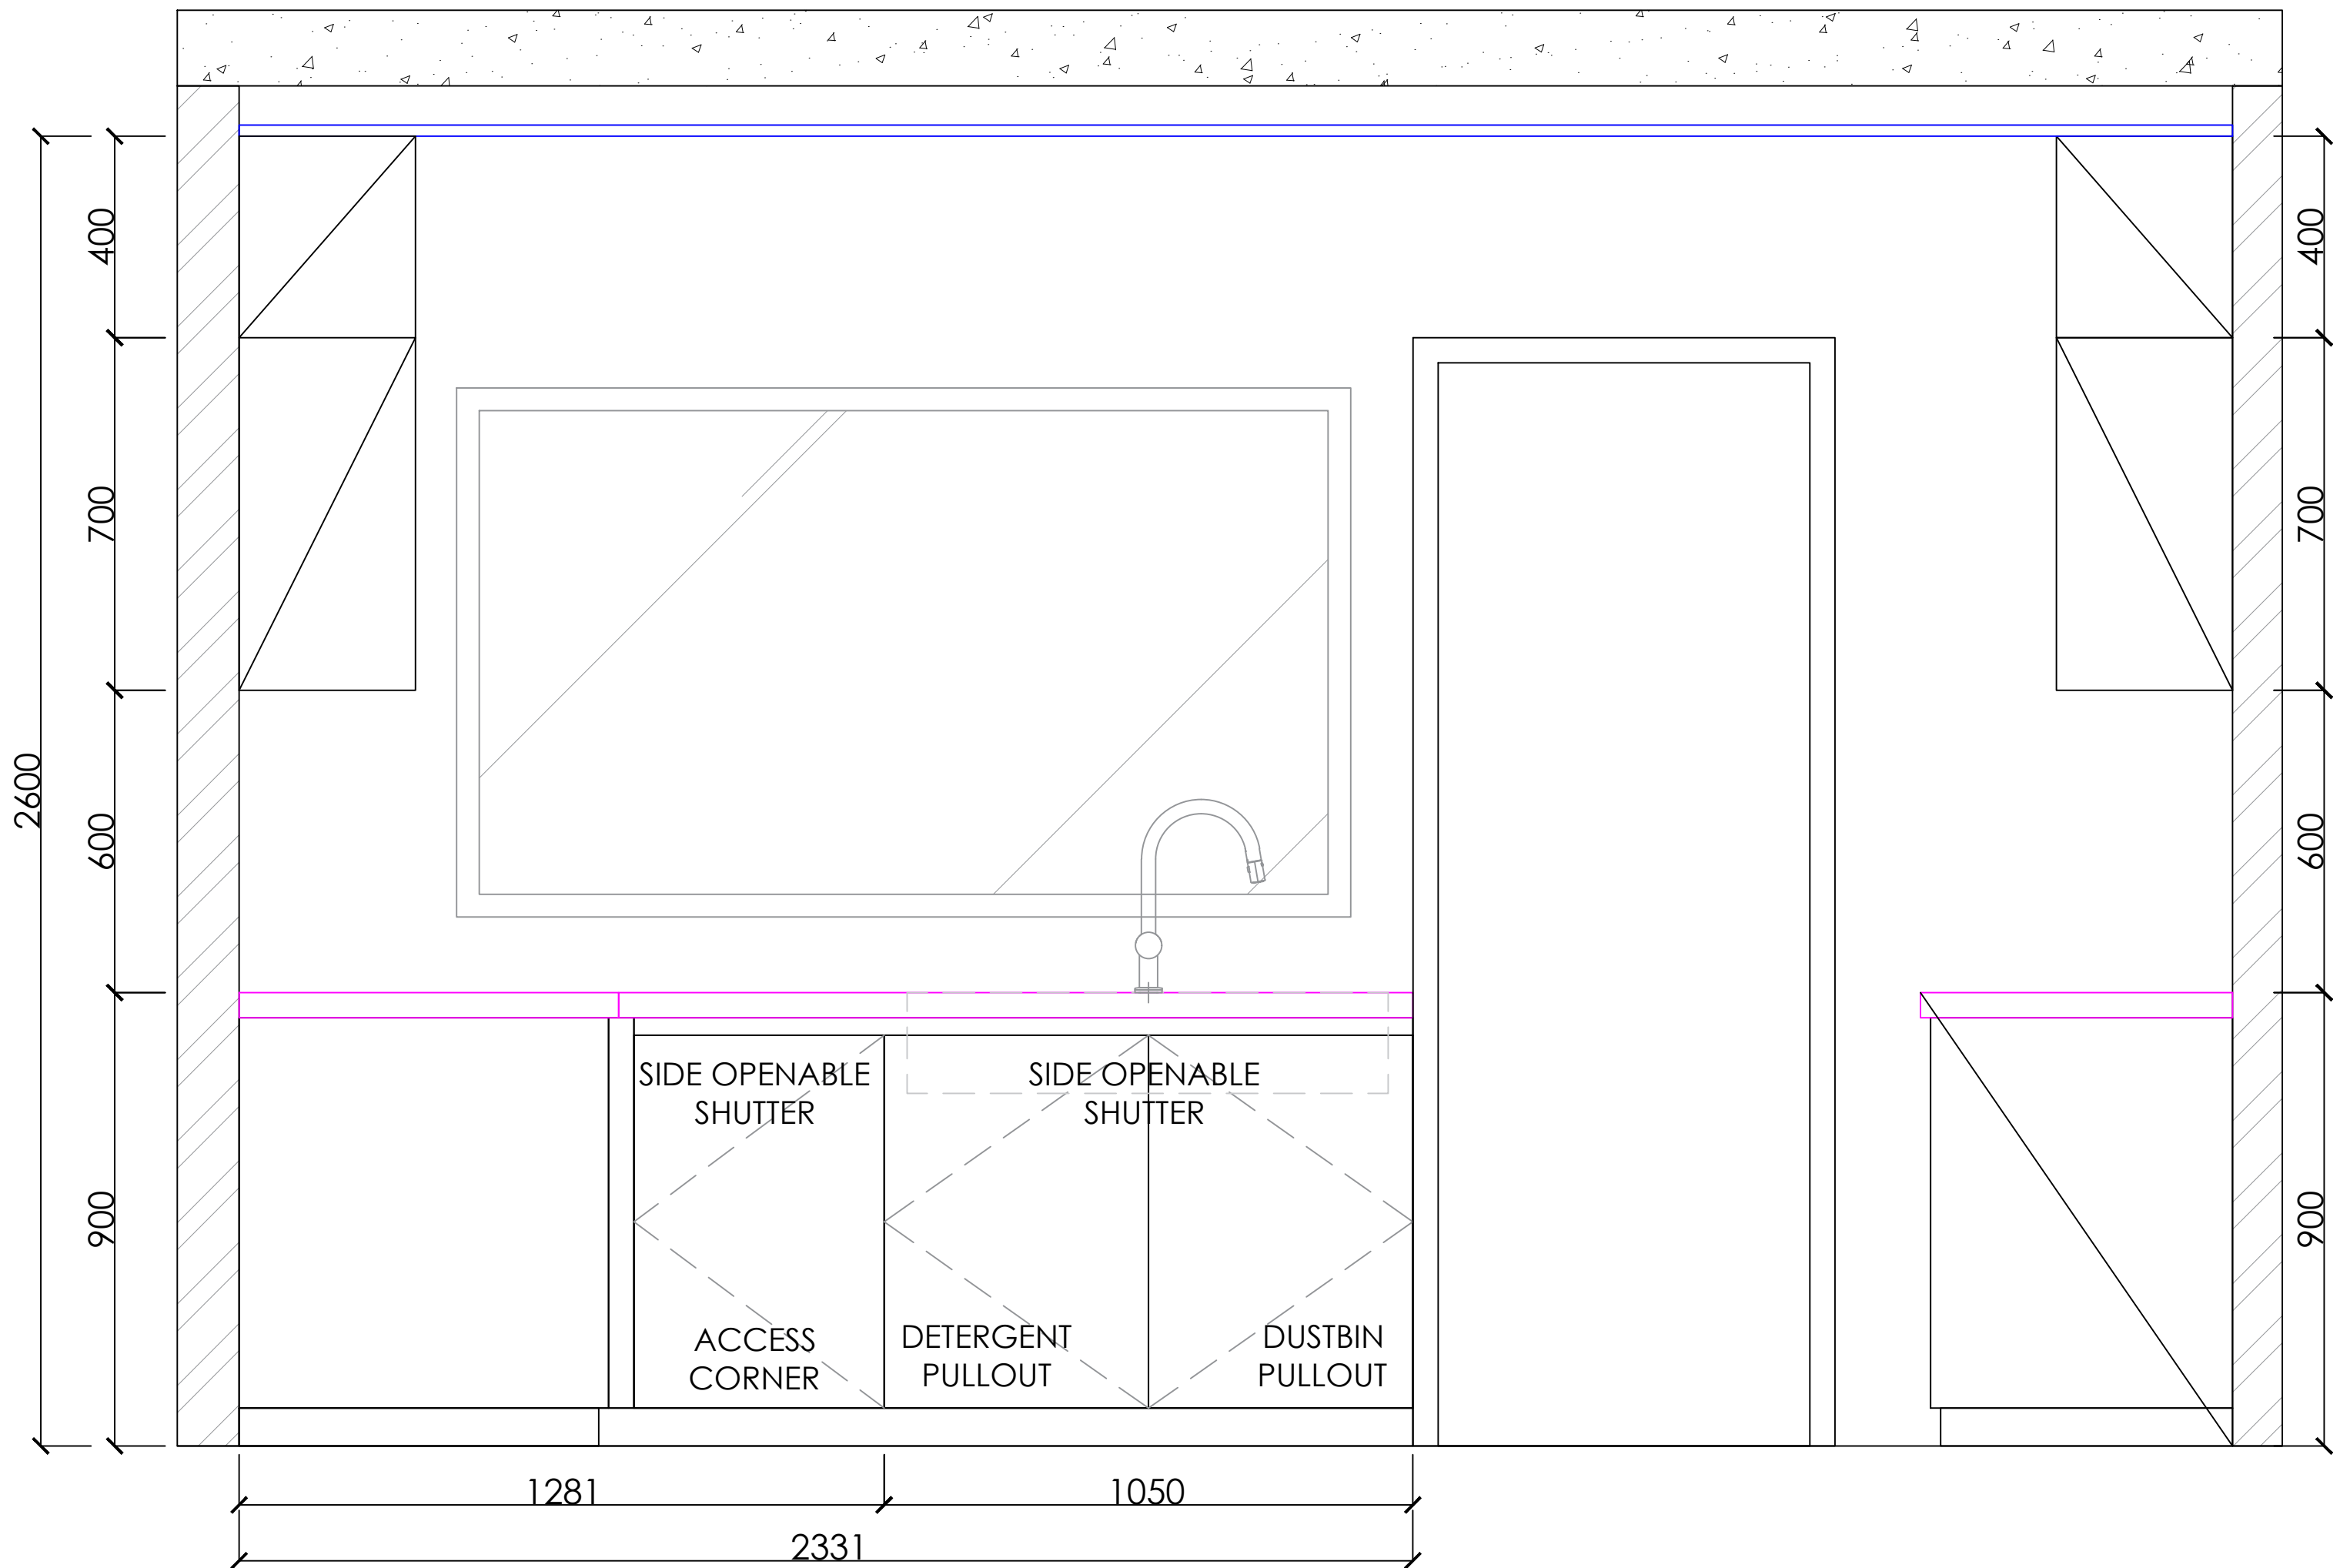 400
400
700
700
2600
600
600
SIDE OPENABLE
SHUTTER
SIDE OPENABLE
SHUTTER
900
900
ACCESS
CORNER
DETERGENT
PULLOUT
DUSTBIN
PULLOUT
1281
1050
2331